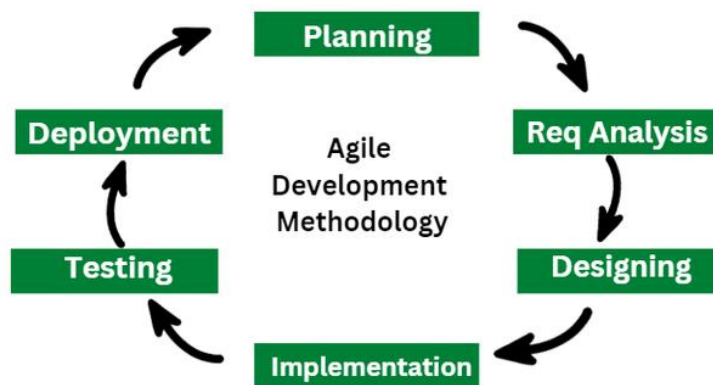 Planning
Deployment
Req Analysis
Agile
Development
Methodology
Testing
Designing
Implementation